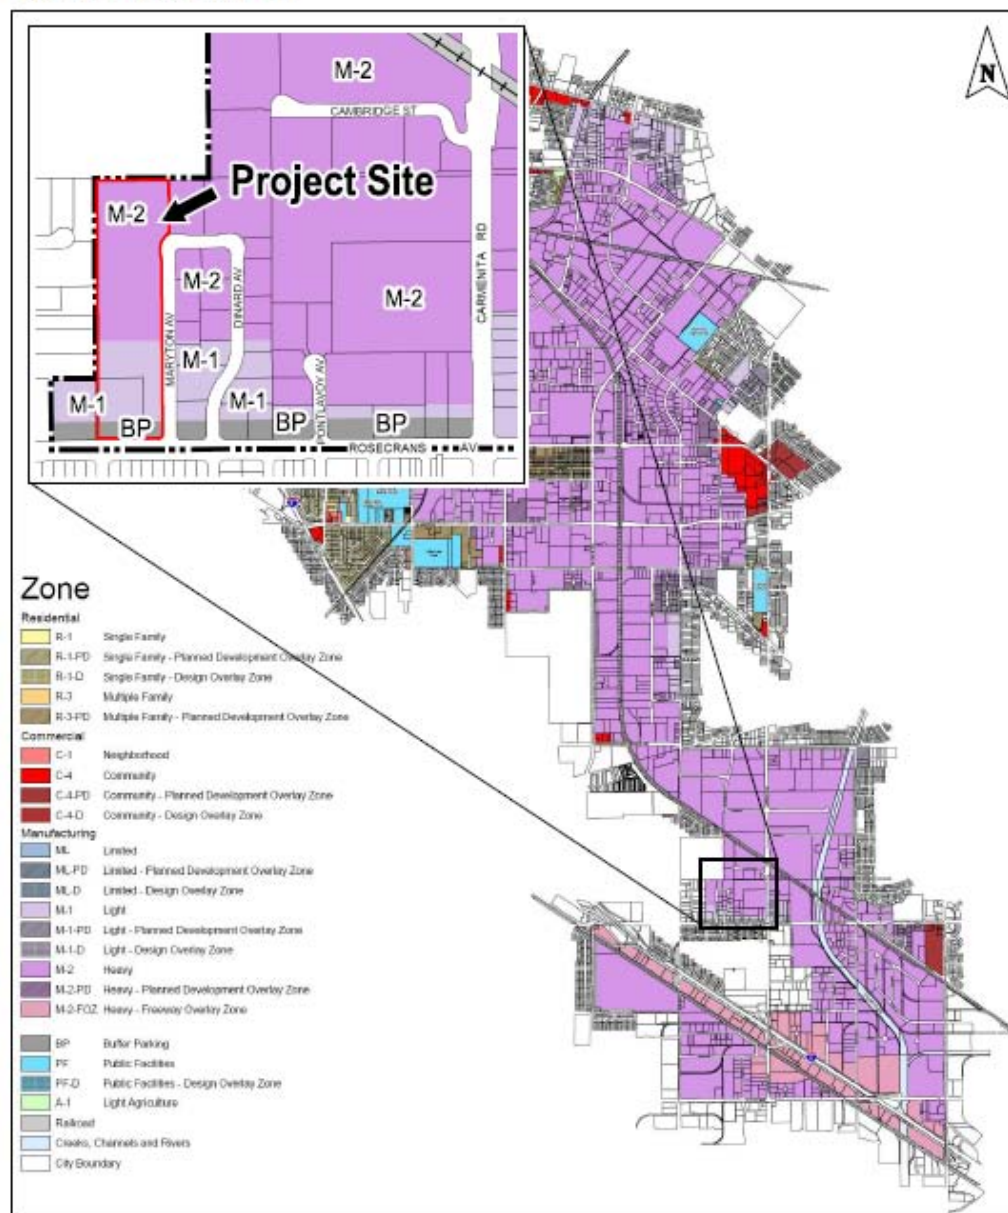 M-2
CAMBRIDGE ST
Project Site
M-2
M-2
DINARD AV
M-2
CARMENITA RD
MARYTON AV
M-1
M-1
M-1
PONTLAVOY AV
BP
BP
BP
ROSECRANS AV
N
Zone
Residential
R-1 Single Family
R-1-PD Single Family - Planned Development Overlay Zone
R-1-D Single Family - Design Overlay Zone
R-3 Multiple Family
R-3-PD Multiple Family - Planned Development Overlay Zone
Commercial
C-1 Neighborhood
C-4 Community
C-4-PD Community - Planned Development Overlay Zone
C-4-D Community - Design Overlay Zone
Manufacturing
ML Limited
ML-PD Limited - Planned Development Overlay Zone
ML-D Limited - Design Overlay Zone
M-1 Light
M-1-PD Light - Planned Development Overlay Zone
M-1-D Light - Design Overlay Zone
M-2 Heavy
M-2-PD Heavy - Planned Development Overlay Zone
M-2-FOZ Heavy - Freeway Overlay Zone
BP Buffer Parking
PF Public Facilities
PF-D Public Facilities - Design Overlay Zone
A-1 Light Agriculture
Railroad
Creeks, Channels and Rivers
City Boundary